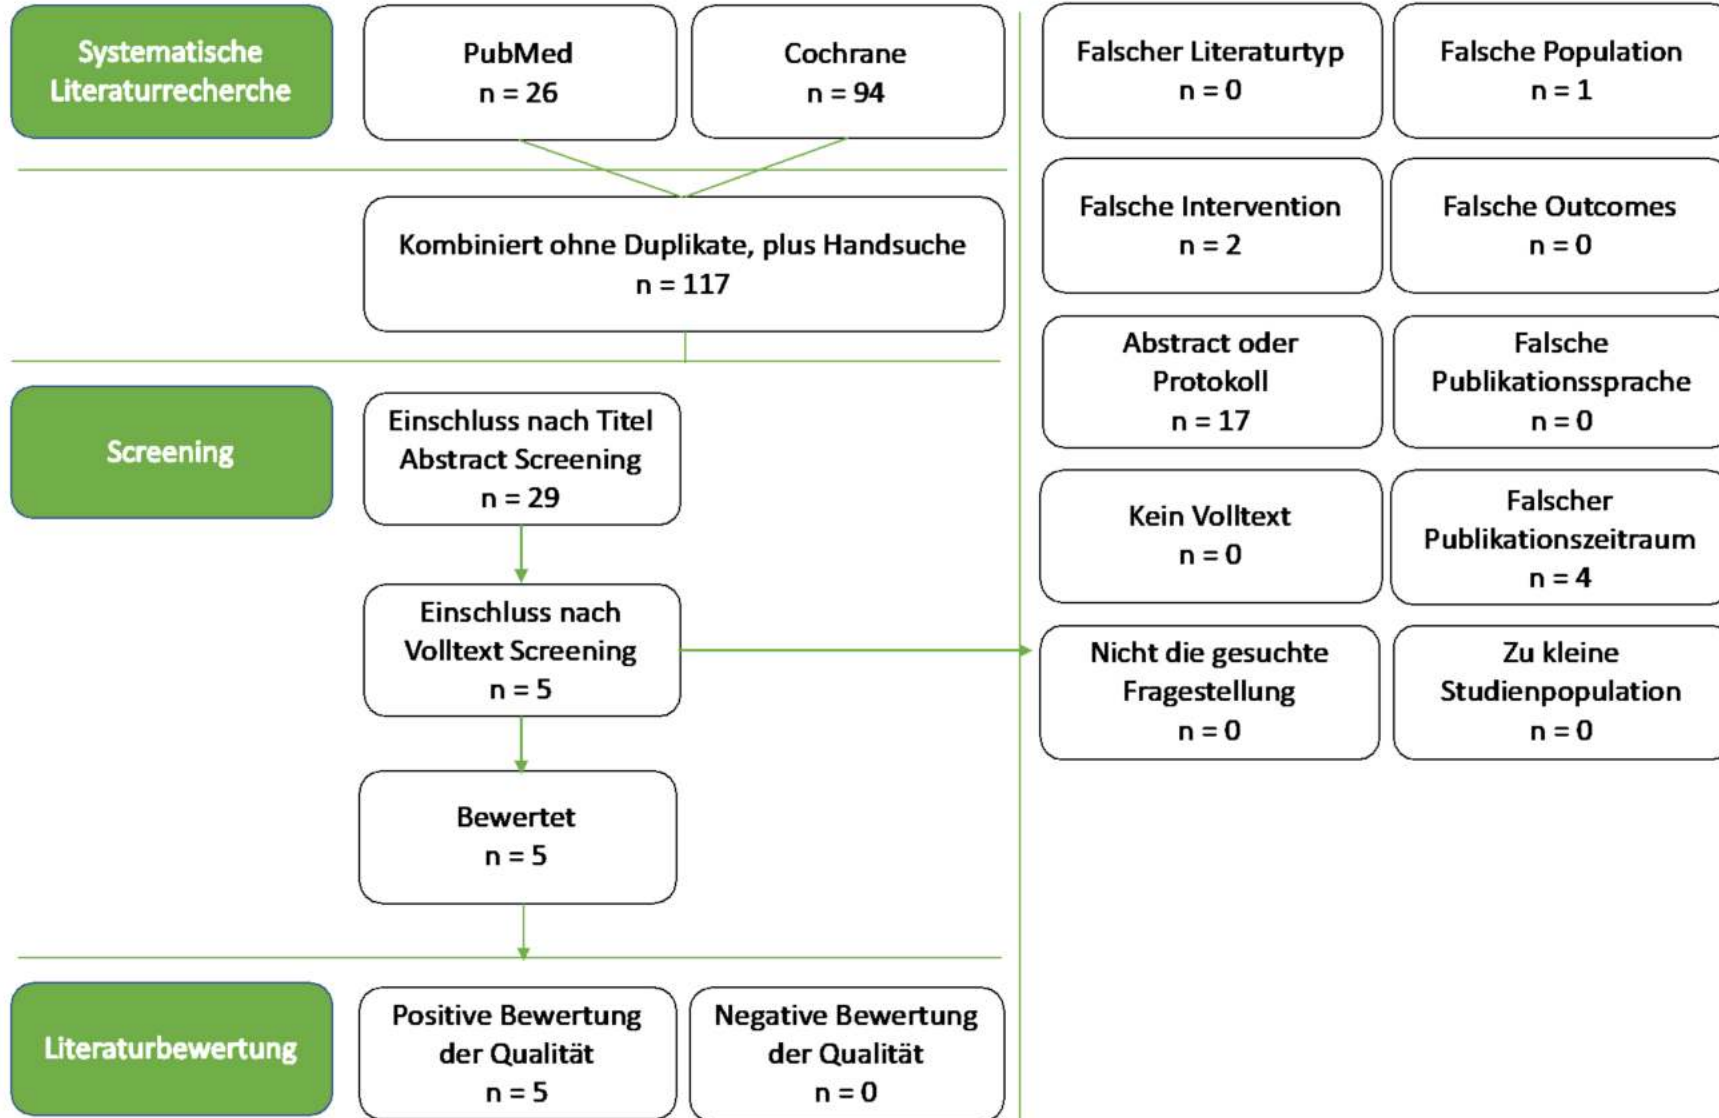 Systematische
Literaturrecherche
PubMed
n = 26
Cochrane
n = 94
Kombiniert ohne Duplikate, plus Handsuche
n = 117
Screening
Einschluss nach Titel
Abstract Screening
n = 29
Einschluss nach
Volltext Screening
n = 5
Bewertet
n = 5
Literaturbewertung
Positive Bewertung
der Qualität
n = 5
Negative Bewertung
der Qualität
n = 0
Falscher Literaturtyp
n = 0
Falsche Population
n = 1
Falsche Intervention
n = 2
Falsche Outcomes
n = 0
Abstract oder
Protokoll
n = 17
Falsche
Publikationssprache
n = 0
Kein Volltext
n = 0
Falscher
Publikationszeitraum
n = 4
Nicht die gesuchte
Fragestellung
n = 0
Zu kleine
Studienpopulation
n = 0